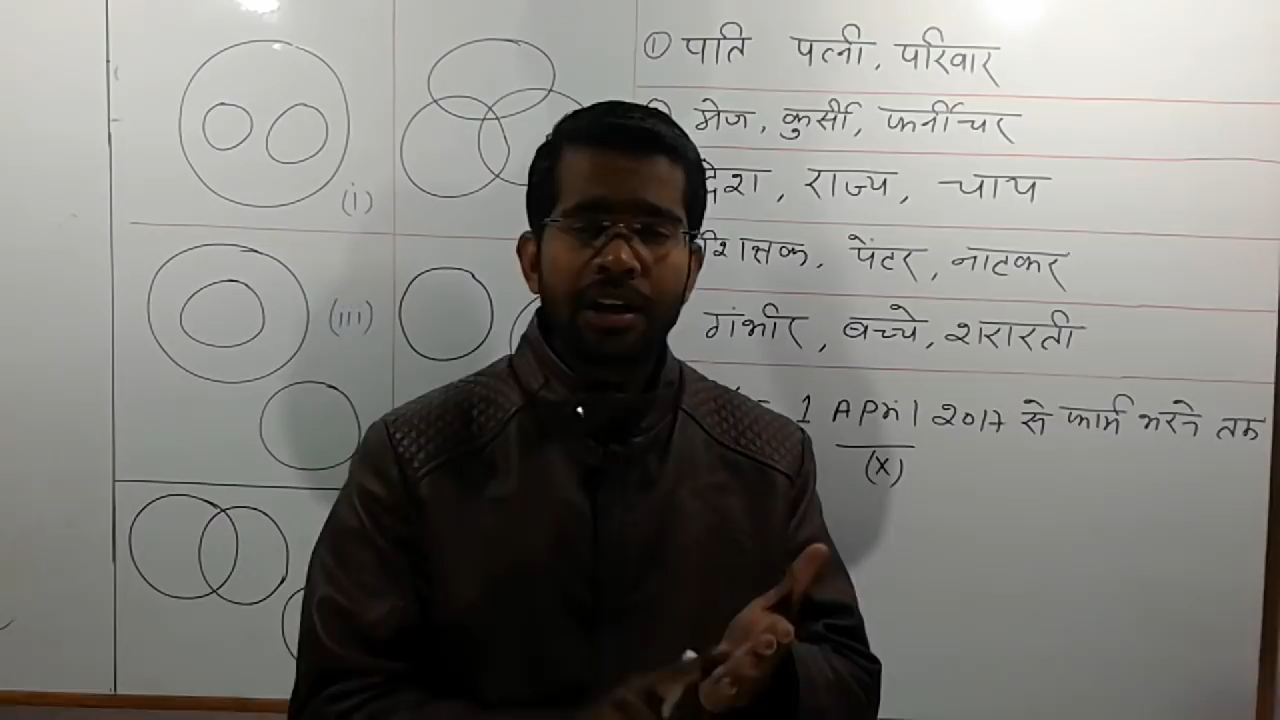 (i)
(iii)
① पति पत्नी, परिवार
मेज, कुर्सी, फर्नीचर
देश, राज्य, चाय
शिक्षक, पेंटर, नाटकर
गंभीर, बच्चे, शरारती
1 April 2017 से फार्म भरने तक
(x)